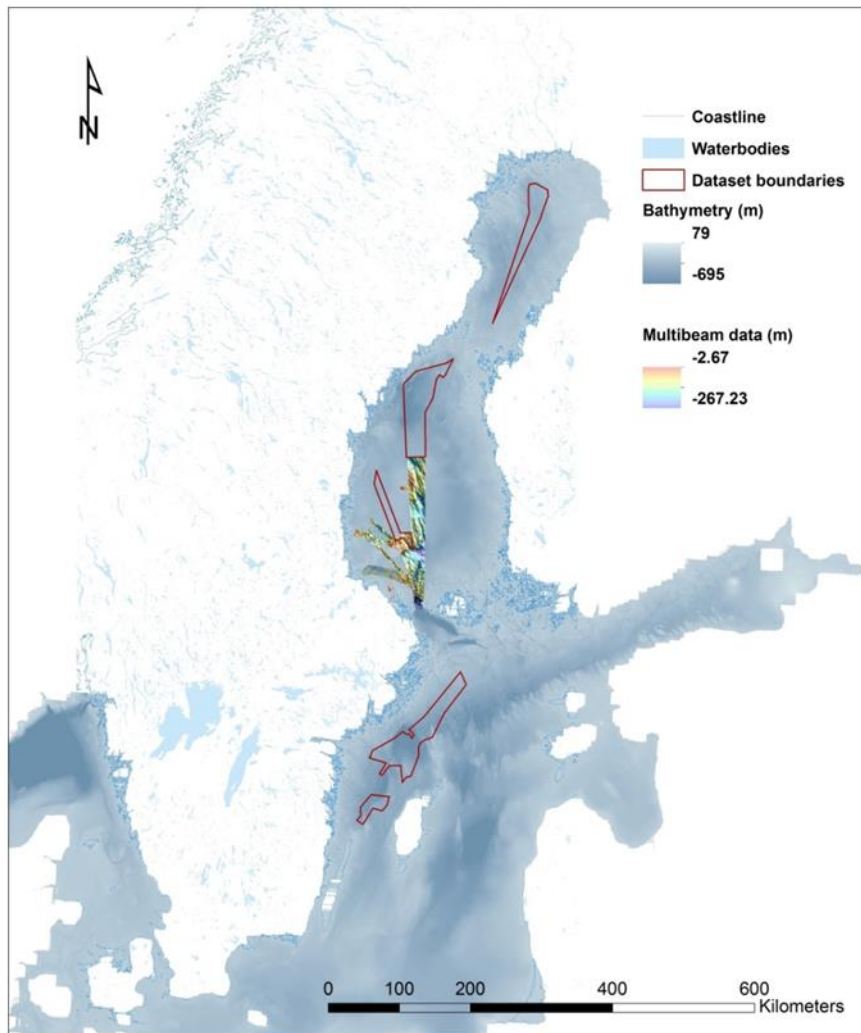 N
Coastline
Waterbodies
Dataset boundaries
Bathymetry (m)
79
-695
Multibeam data (m)
-2.67
-267.23
0 100 200 400 600
Kilometers